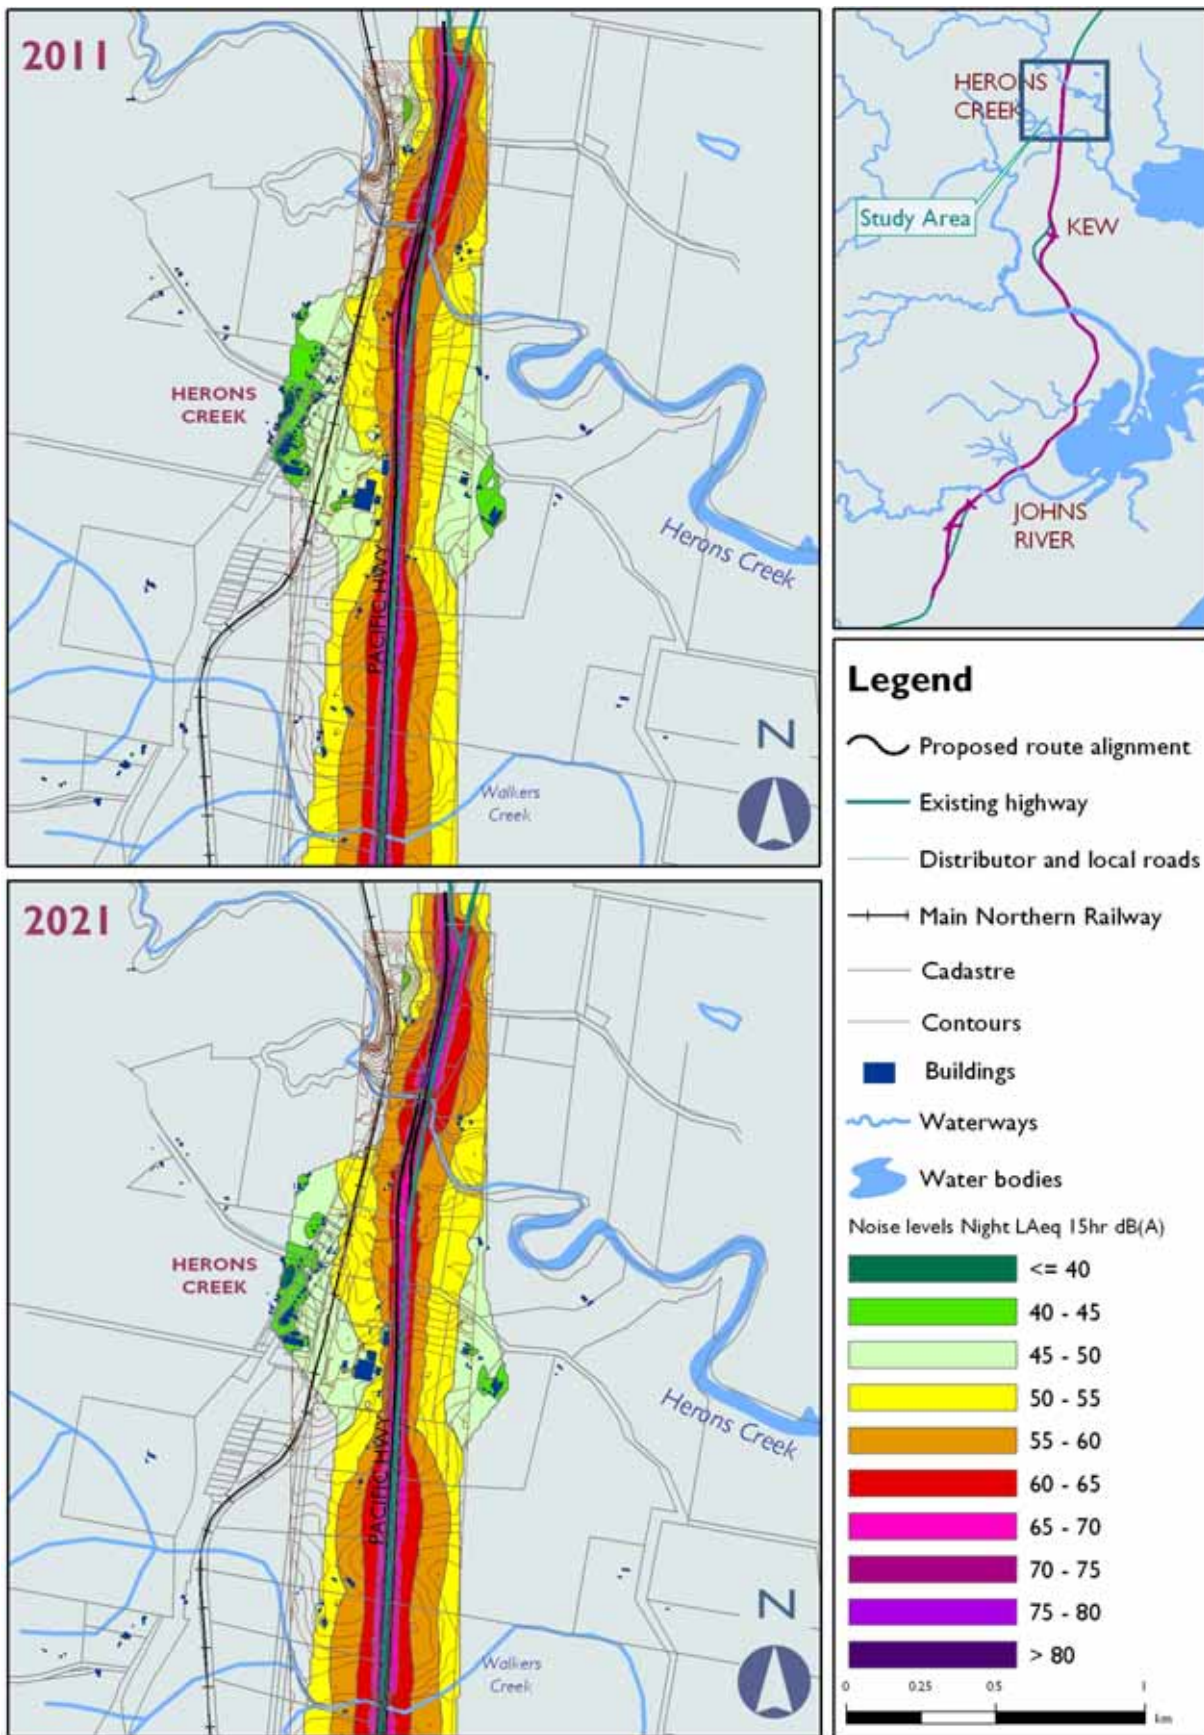 2011
HERONS
CREEK
PACIFIC HWY
Herons Creek
Walkers
Creek
N
2021
HERONS
CREEK
PACIFIC HWY
Herons Creek
Walkers
Creek
N
HERONS
CREEK
Study Area
KEW
JOHNS
RIVER
Legend
Proposed route alignment
Existing highway
Distributor and local roads
Main Northern Railway
Cadastre
Contours
Buildings
Waterways
Water bodies
Noise levels Night LAeq 15hr dB(A)
<= 40
40 - 45
45 - 50
50 - 55
55 - 60
60 - 65
65 - 70
70 - 75
75 - 80
> 80
0 0.25 0.5 1
km